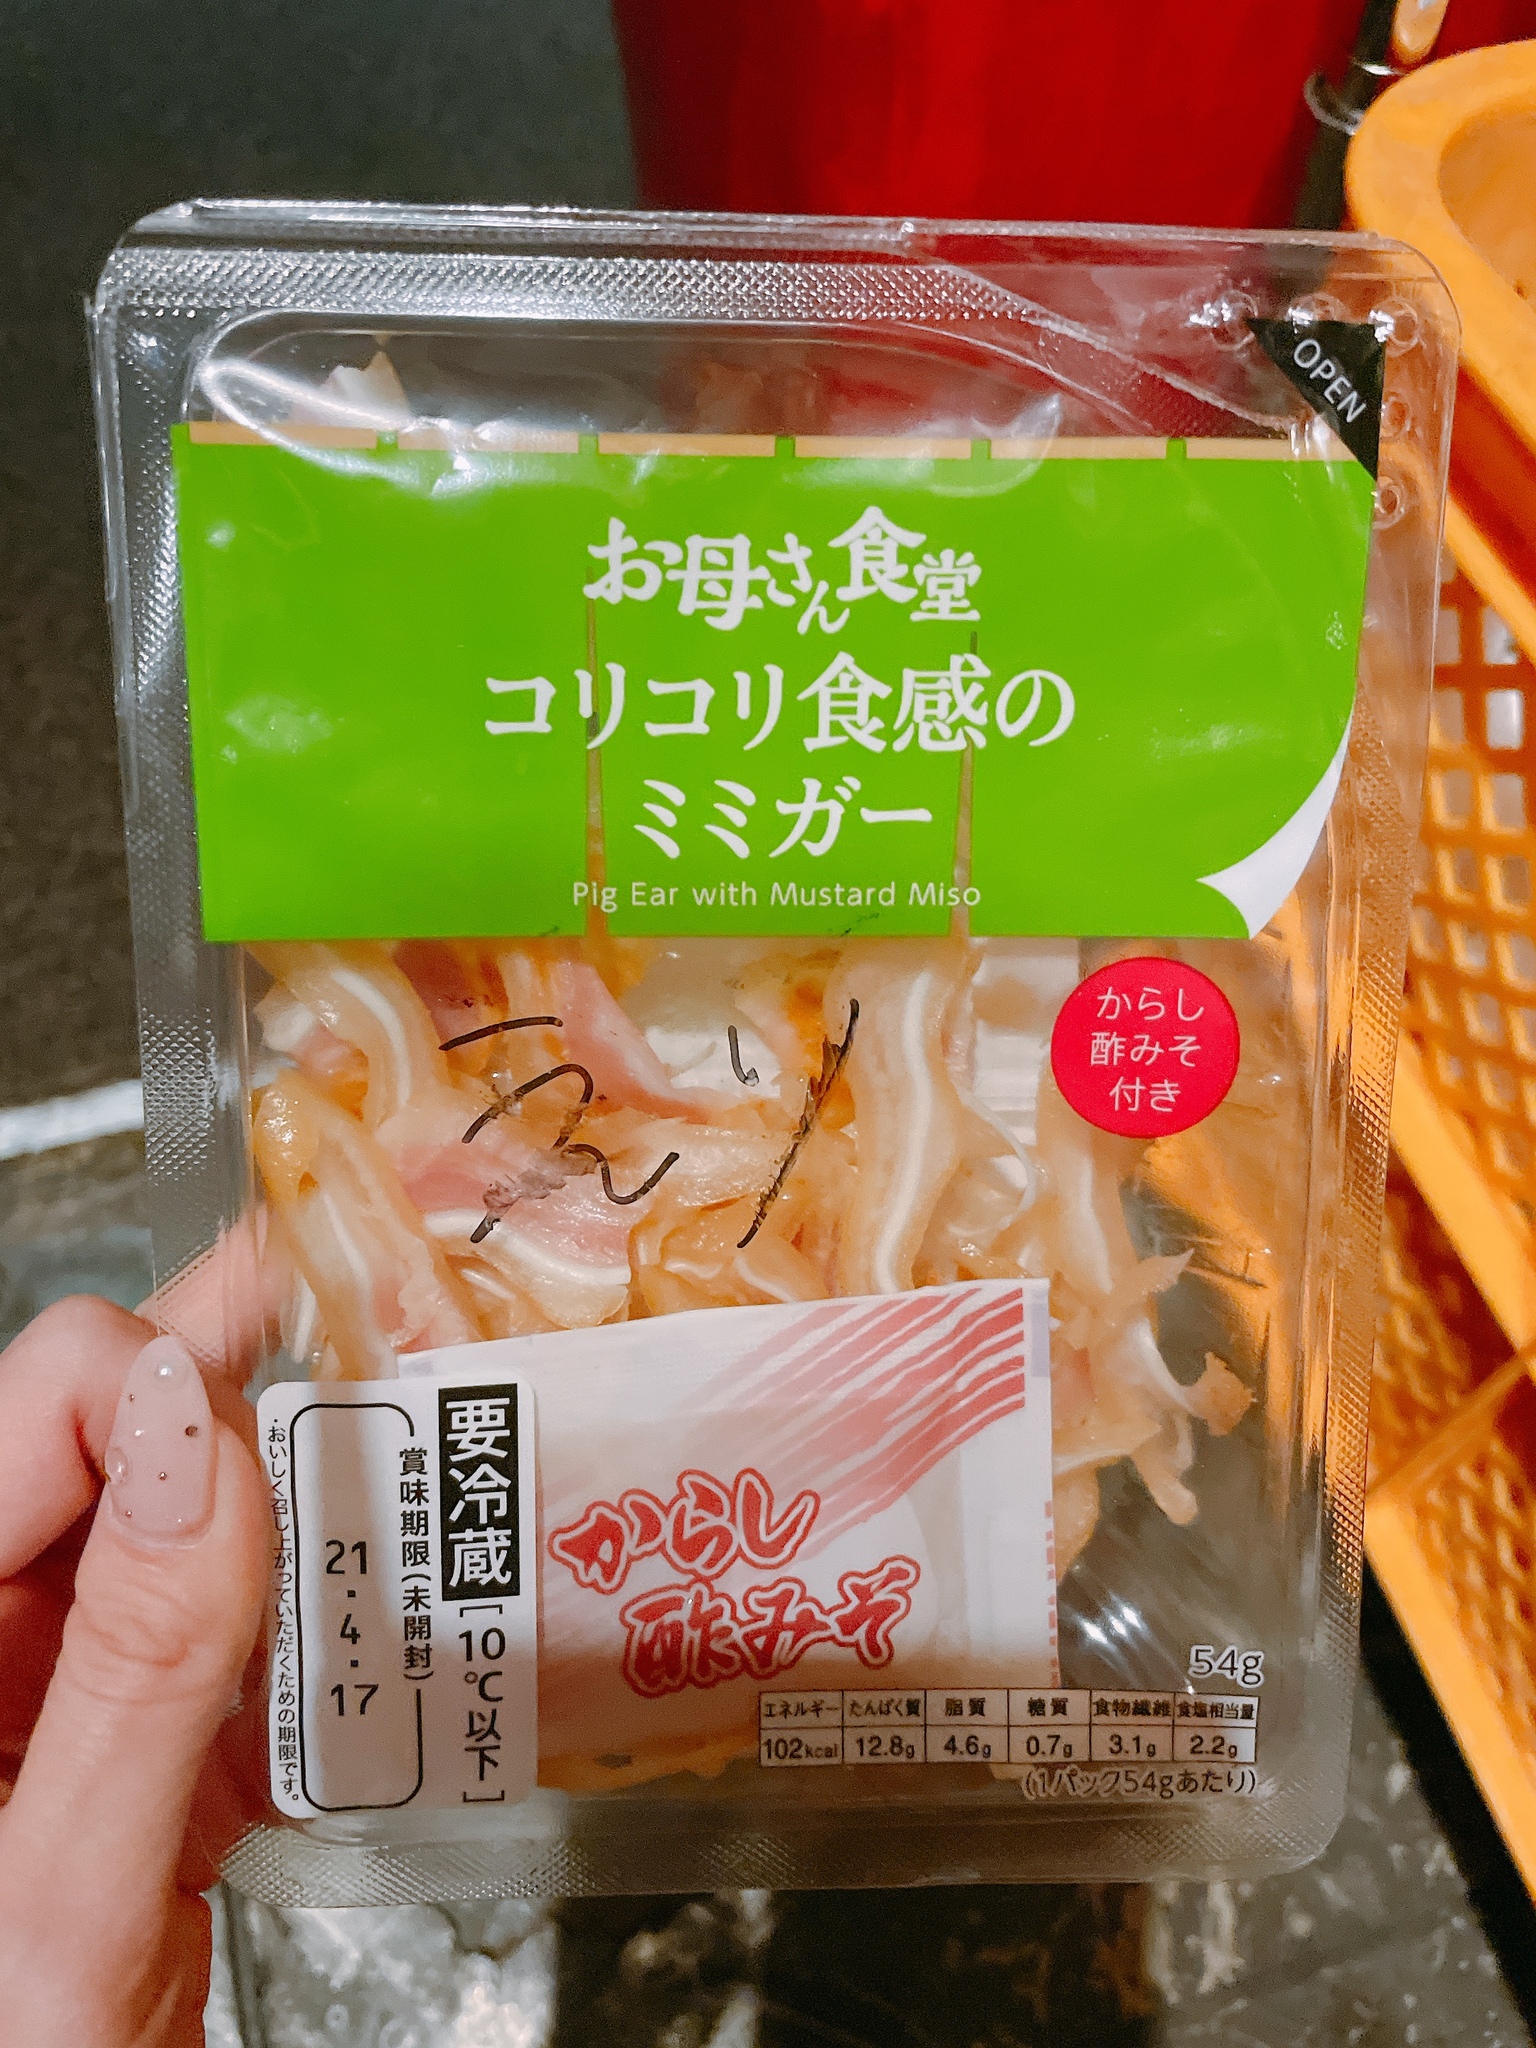 OPEN
お母さん食堂
コリコリ食感の
ミミガー
Pig Ear with Mustard Miso
からし
酢みそ
付き
えり
要冷蔵[10℃以下]
賞味期限(未開封)
21.4.17
・おいしく召し上がっていただくための期限です。
からし
酢みそ
54g
エネルギー たんぱく質 脂質 糖質 食物繊維 食塩相当量
102kcal 12.8g 4.6g 0.7g 3.1g 2.2g
(1パック54gあたり)